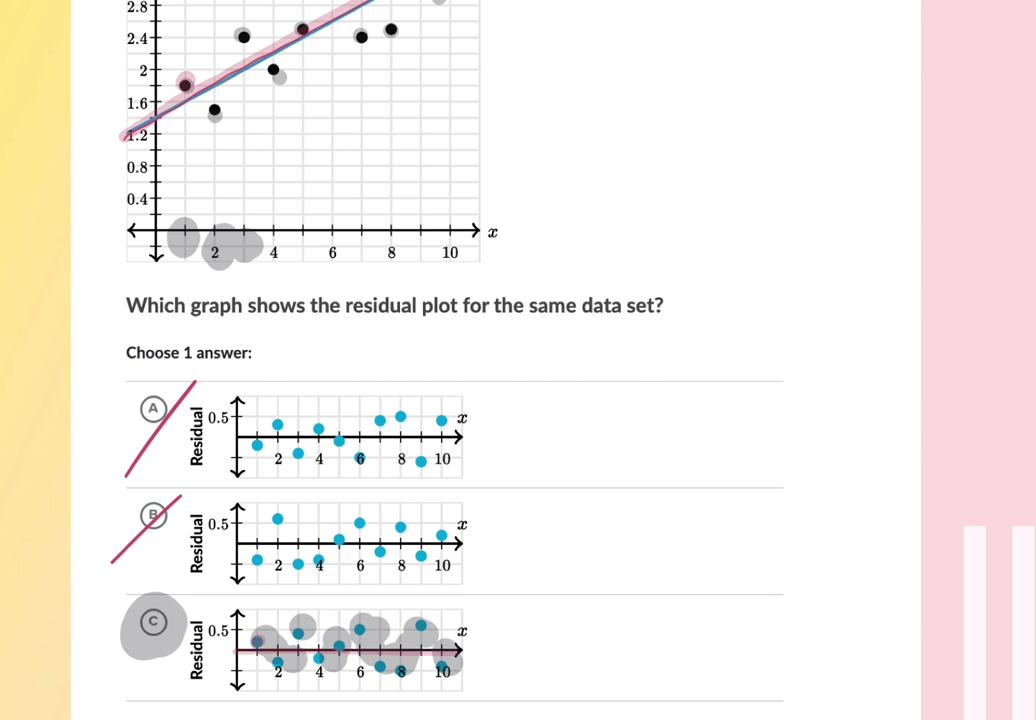 2.8
2.4
2
1.6
1.2
0.8
0.4
x
2 4 6 8 10
Which graph shows the residual plot for the same data set?
Choose 1 answer:
A
Residual
0.5
x
2 4 6 8 10
B
Residual
0.5
x
2 4 6 8 10
C
Residual
0.5
x
2 4 6 8 10